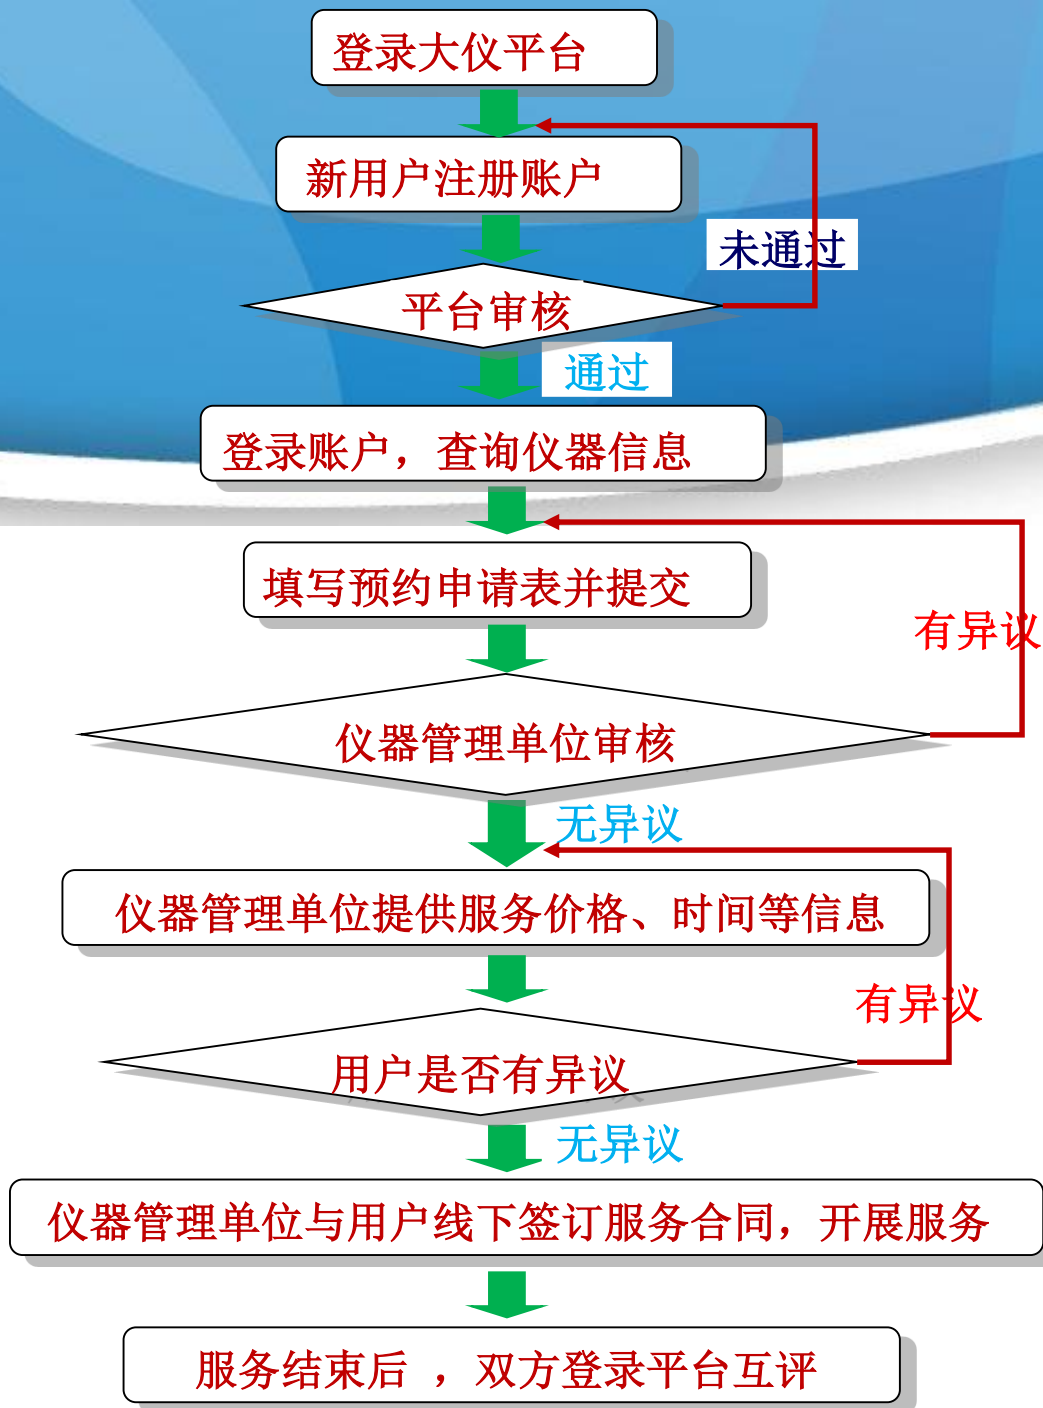 登录大仪平台
新用户注册账户
未通过
平台审核
通过
登录账户，查询仪器信息
填写预约申请表并提交
有异议
仪器管理单位审核
无异议
仪器管理单位提供服务价格、时间等信息
有异议
用户是否有异议
无异议
仪器管理单位与用户线下签订服务合同，开展服务
服务结束后 ，双方登录平台互评